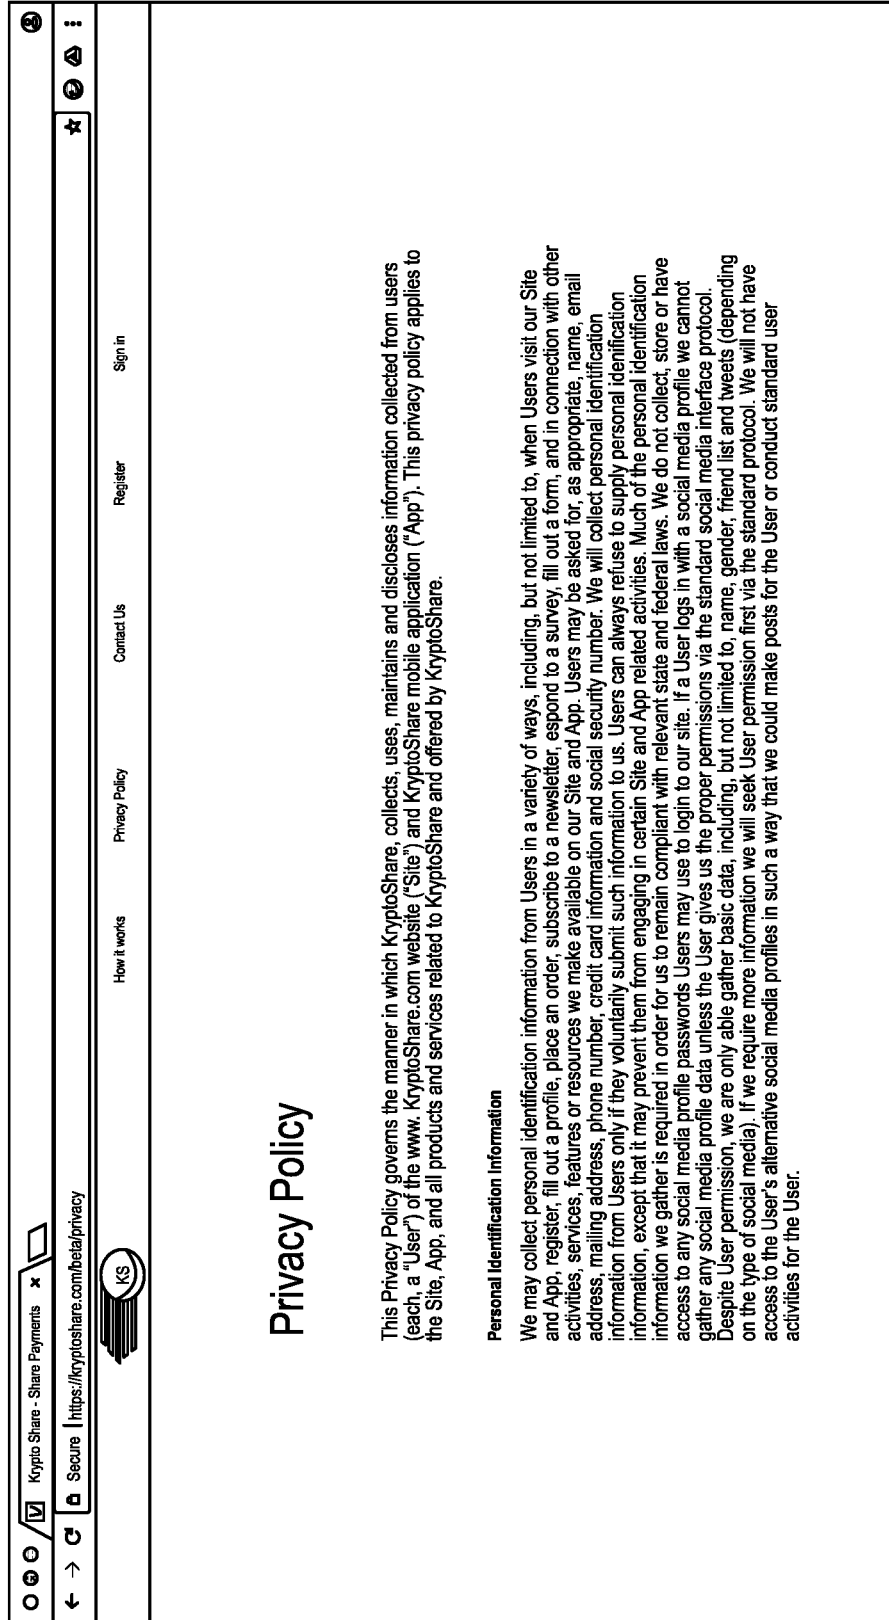 Krypto Share - Share Payments
Secure | https://kryptoshare.com/beta/privacy
KS
How it works
Privacy Policy
Contact Us
Register
Sign in
Privacy Policy
This Privacy Policy governs the manner in which KryptoShare, collects, uses, maintains and discloses information collected from users
(each, a “User”) of the www. KryptoShare.com website (“Site”) and KryptoShare mobile application (“App”). This privacy policy applies to
the Site, App, and all products and services related to KryptoShare and offered by KryptoShare.
Personal Identification Information
We may collect personal identification information from Users in a variety of ways, including, but not limited to, when Users visit our Site
and App, register, fill out a profile, place an order, subscribe to a newsletter, espond to a survey, fill out a form, and in connection with other
activities, services, features or resources we make available on our Site and App. Users may be asked for, as appropriate, name, email
address, mailing address, phone number, credit card information and social security number. We will collect personal identification
information from Users only if they voluntarily submit such information to us. Users can always refuse to supply personal idenification
information, except that it may prevent them from engaging in certain Site and App related activities. Much of the personal identification
information we gather is required in order for us to remain compliant with relevant state and federal laws. We do not collect, store or have
access to any social media profile passwords Users may use to login to our site. If a User logs in with a social media profile we cannot
gather any social media profile data unless the User gives us the proper permissions via the standard social media interface protocol.
Despite User permission, we are only able gather basic data, including, but not limited to, name, gender, friend list and tweets (depending
on the type of social media). If we require more information we will seek User permission first via the standard protocol. We will not have
access to the User’s alternative social media profiles in such a way that we could make posts for the User or conduct standard user
activities for the User.